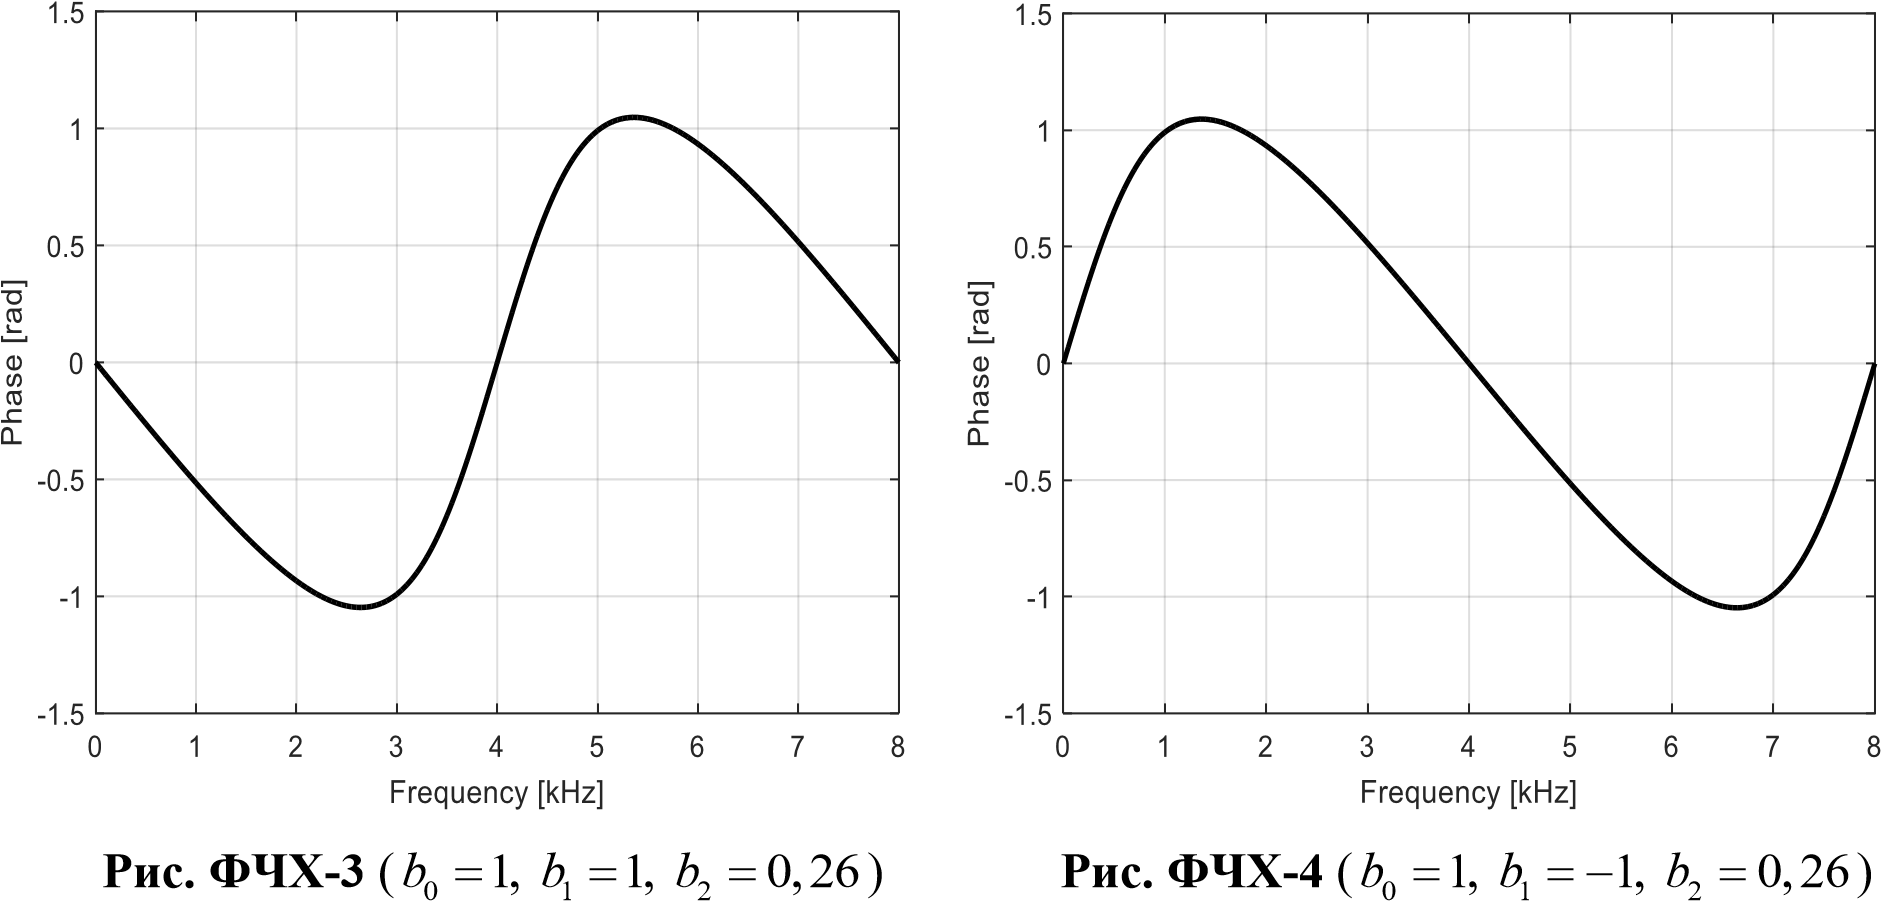 1.5
1
0.5
0
-0.5
-1
-1.5
Phase [rad]
0 1 2 3 4 5 6 7 8
Frequency [kHz]
Рис. ФЧХ-3 (b₀ = 1, b₁ = 1, b₂ = 0,26)
1.5
1
0.5
0
-0.5
-1
-1.5
Phase [rad]
0 1 2 3 4 5 6 7 8
Frequency [kHz]
Рис. ФЧХ-4 (b₀ = 1, b₁ = −1, b₂ = 0,26)